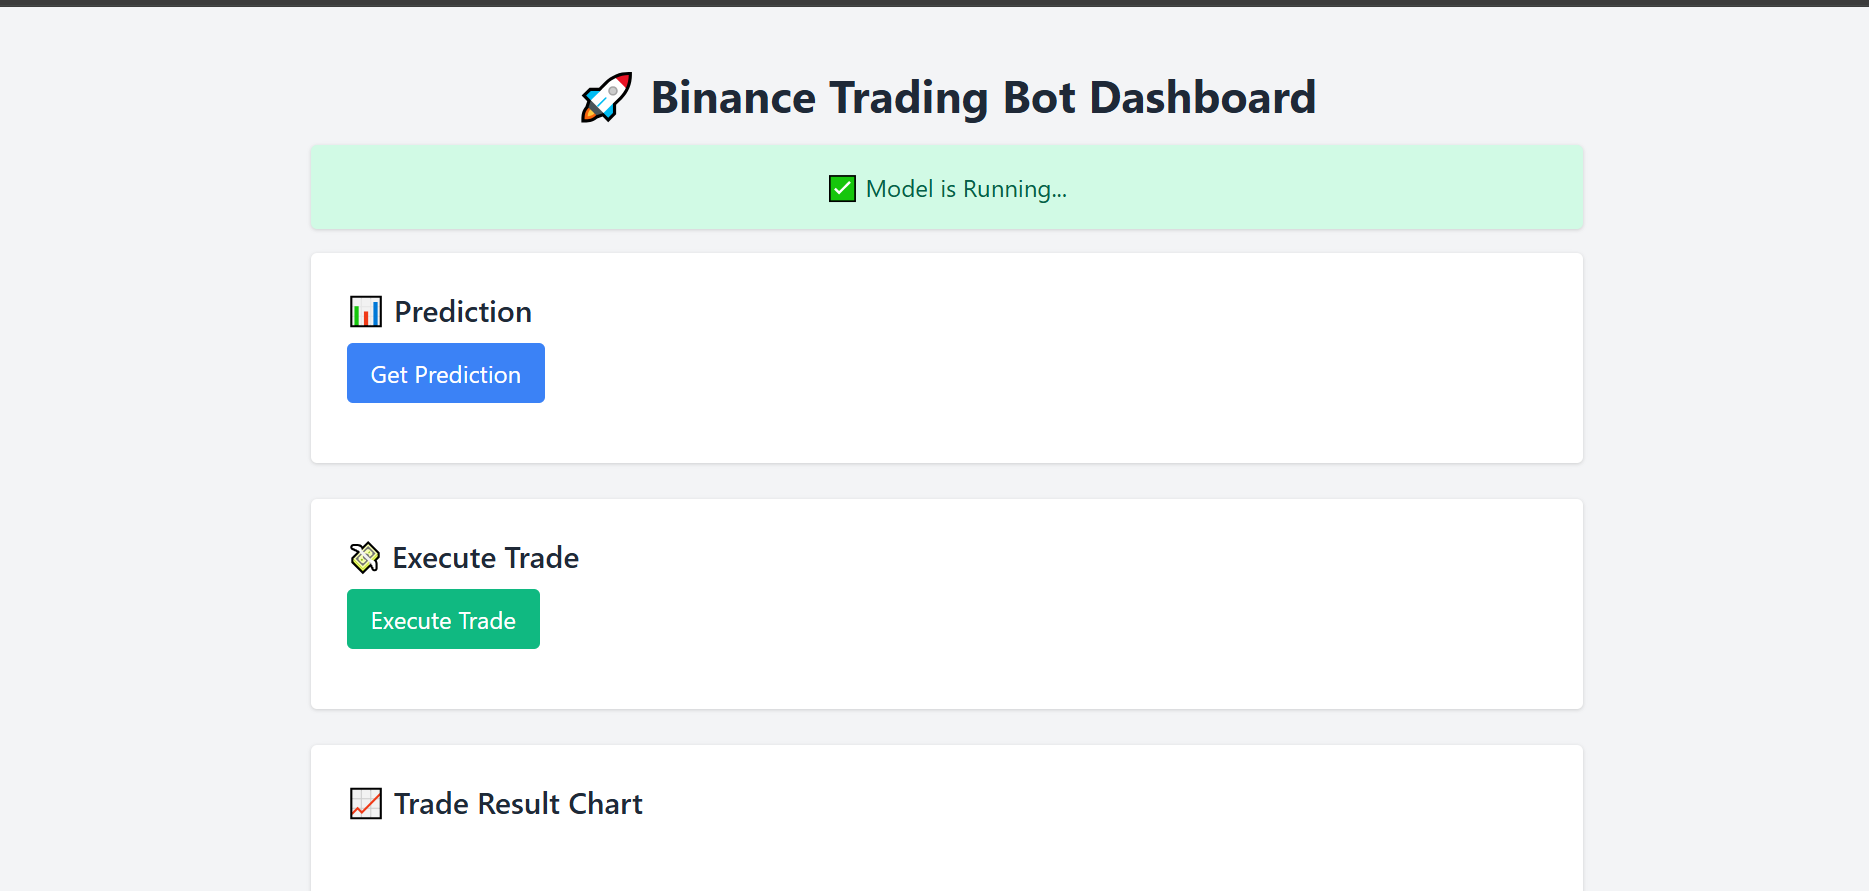 🚀 Binance Trading Bot Dashboard
✅ Model is Running...
📊 Prediction
Get Prediction
💸 Execute Trade
Execute Trade
📈 Trade Result Chart